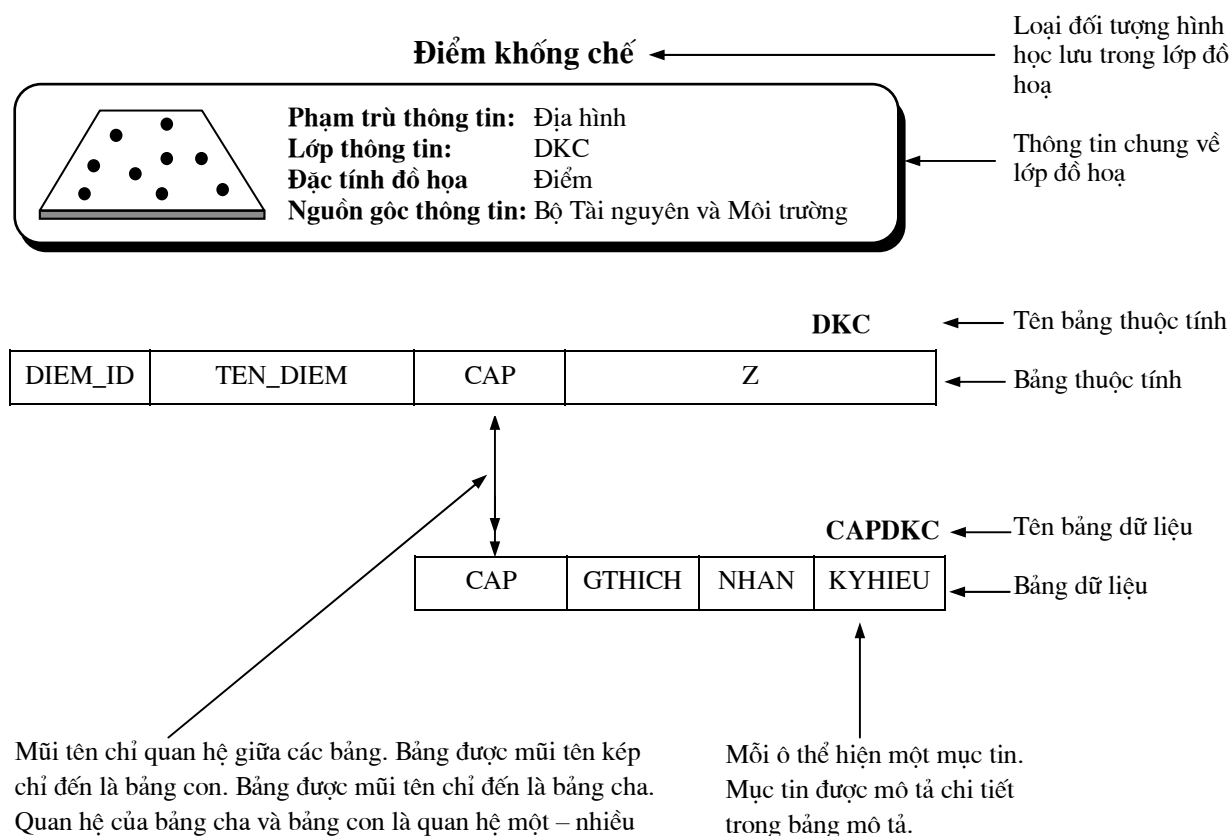 Điểm khống chế
Loại đối tượng hình
học lưu trong lớp đồ
hoạ
Phạm trù thông tin: Địa hình
Lớp thông tin: DKC
Đặc tính đồ họa Điểm
Nguồn gôc thông tin: Bộ Tài nguyên và Môi trường
Thông tin chung về
lớp đồ hoạ
DKC
Tên bảng thuộc tính
DIEM_ID TEN_DIEM CAP Z
Bảng thuộc tính
CAPDKC
Tên bảng dữ liệu
CAP GTHICH NHAN KYHIEU
Bảng dữ liệu
Mũi tên chỉ quan hệ giữa các bảng. Bảng được mũi tên kép
chỉ đến là bảng con. Bảng được mũi tên chỉ đến là bảng cha.
Quan hệ của bảng cha và bảng con là quan hệ một – nhiều
Mỗi ô thể hiện một mục tin.
Mục tin được mô tả chi tiết
trong bảng mô tả.